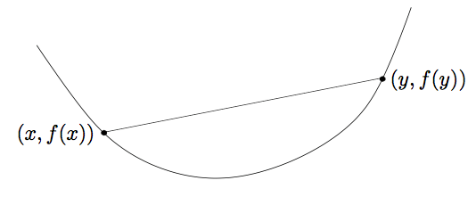 (y, f(y))
(x, f(x))